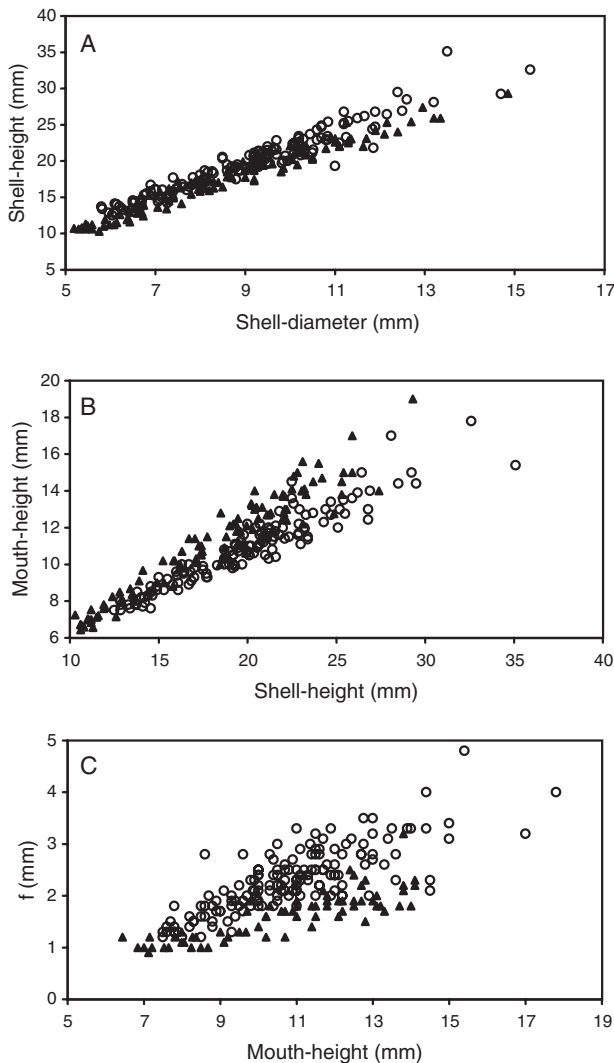 A
40
35
30
25
20
15
10
5
Shell-height (mm)
5 7 9 11 13 15 17
Shell-diameter (mm)
B
20
18
16
14
12
10
8
6
Mouth-height (mm)
10 15 20 25 30 35 40
Shell-height (mm)
C
5
4
3
2
1
0
f (mm)
5 7 9 11 13 15 17 19
Mouth-height (mm)